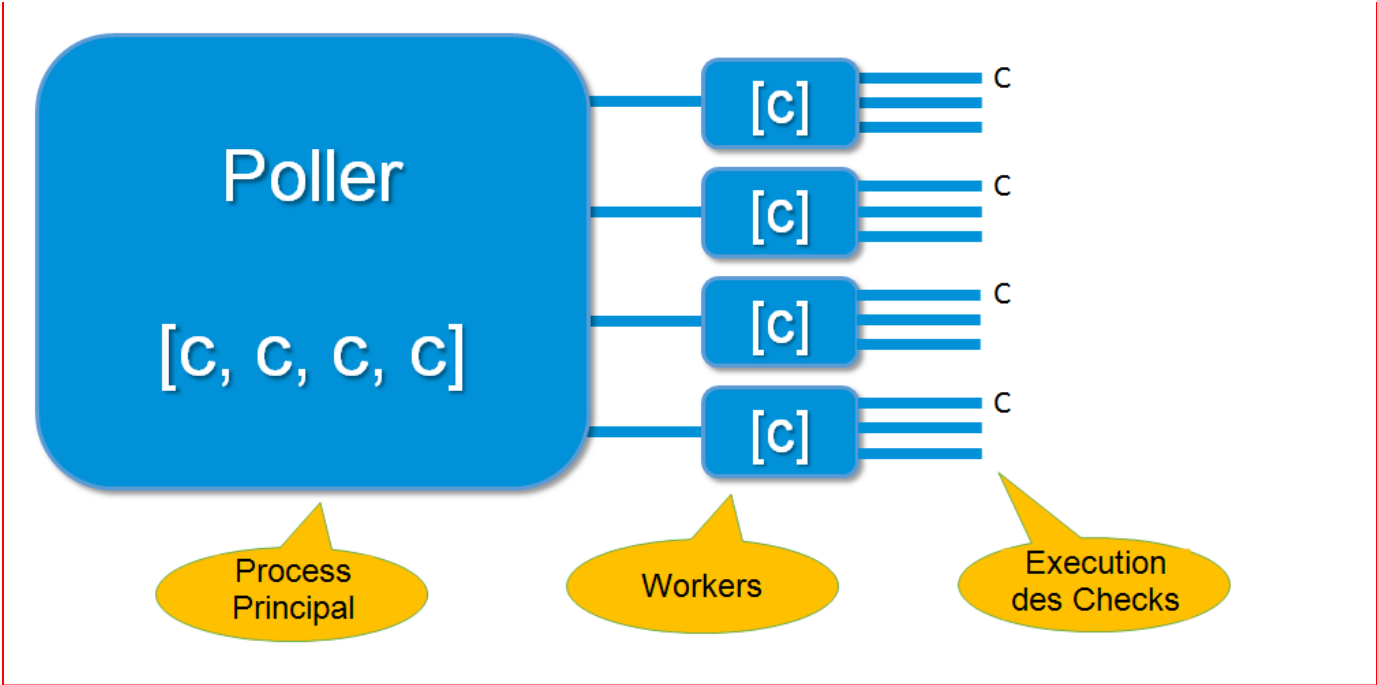 Poller
[c, c, c, c]
[c]
C
[c]
C
[c]
C
[c]
C
Process
Principal
Workers
Execution
des Checks